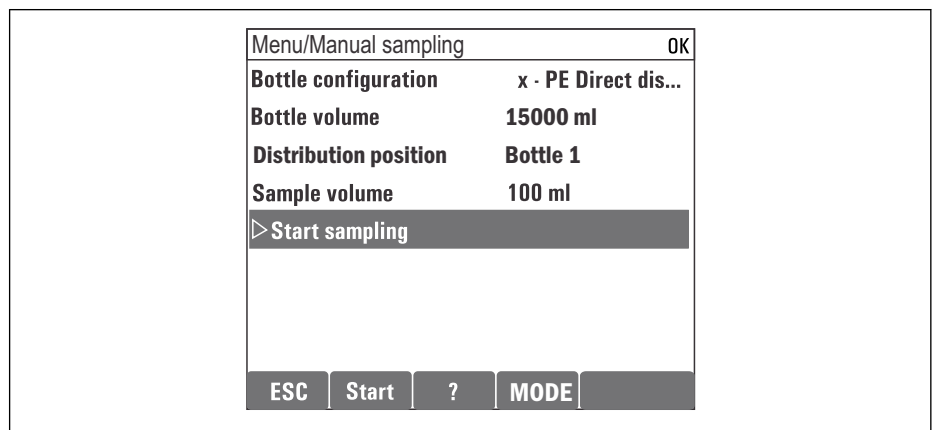 Menu/Manual sampling OK
Bottle configuration x - PE Direct dis...
Bottle volume 15000 ml
Distribution position Bottle 1
Sample volume 100 ml
▷Start sampling
ESC Start ? MODE